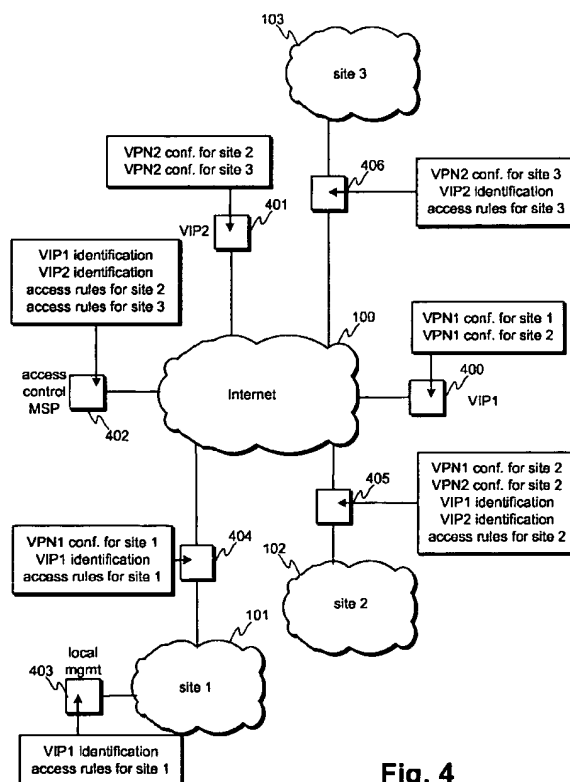 103
site 3
VPN2 conf. for site 2
VPN2 conf. for site 3
406
VPN2 conf. for site 3
VIP2 identification
access rules for site 3
VIP2
401
VIP1 identification
VIP2 identification
access rules for site 2
access rules for site 3
100
VPN1 conf. for site 1
VPN1 conf. for site 2
access
control
MSP
402
Internet
400
VIP1
VPN1 conf. for site 2
VPN2 conf. for site 2
VIP1 identification
VIP2 identification
access rules for site 2
405
VPN1 conf. for site 1
VIP1 identification
access rules for site 1
404
102
site 2
101
local
mgmt
403
site 1
VIP1 identification
access rules for site 1
Fig. 4